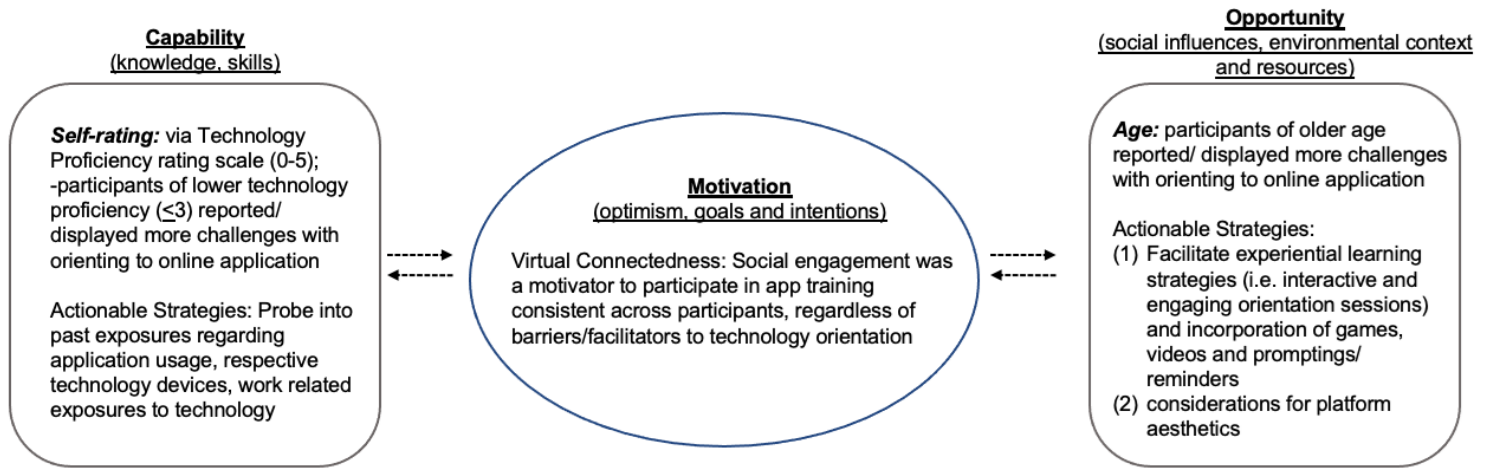 Capability
(knowledge, skills)
Self-rating: via Technology
Proficiency rating scale (0-5);
-participants of lower technology
proficiency (≤3) reported/
displayed more challenges with
orienting to online application
Actionable Strategies: Probe into
past exposures regarding
application usage, respective
technology devices, work related
exposures to technology
Motivation
(optimism, goals and intentions)
Virtual Connectedness: Social engagement was
a motivator to participate in app training
consistent across participants, regardless of
barriers/facilitators to technology orientation
Opportunity
(social influences, environmental context
and resources)
Age: participants of older age
reported/ displayed more challenges
with orienting to online application
Actionable Strategies:
(1) Facilitate experiential learning
strategies (i.e. interactive and
engaging orientation sessions)
and incorporation of games,
videos and promptings/
reminders
(2) considerations for platform
aesthetics